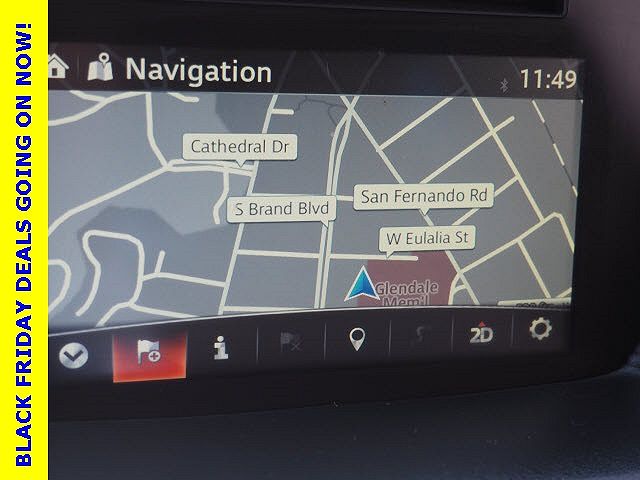 BLACK FRIDAY DEALS GOING ON NOW!
Navigation
11:49
Cathedral Dr
San Fernando Rd
S Brand Blvd
W Eulalia St
Glendale
Mem'l
2D